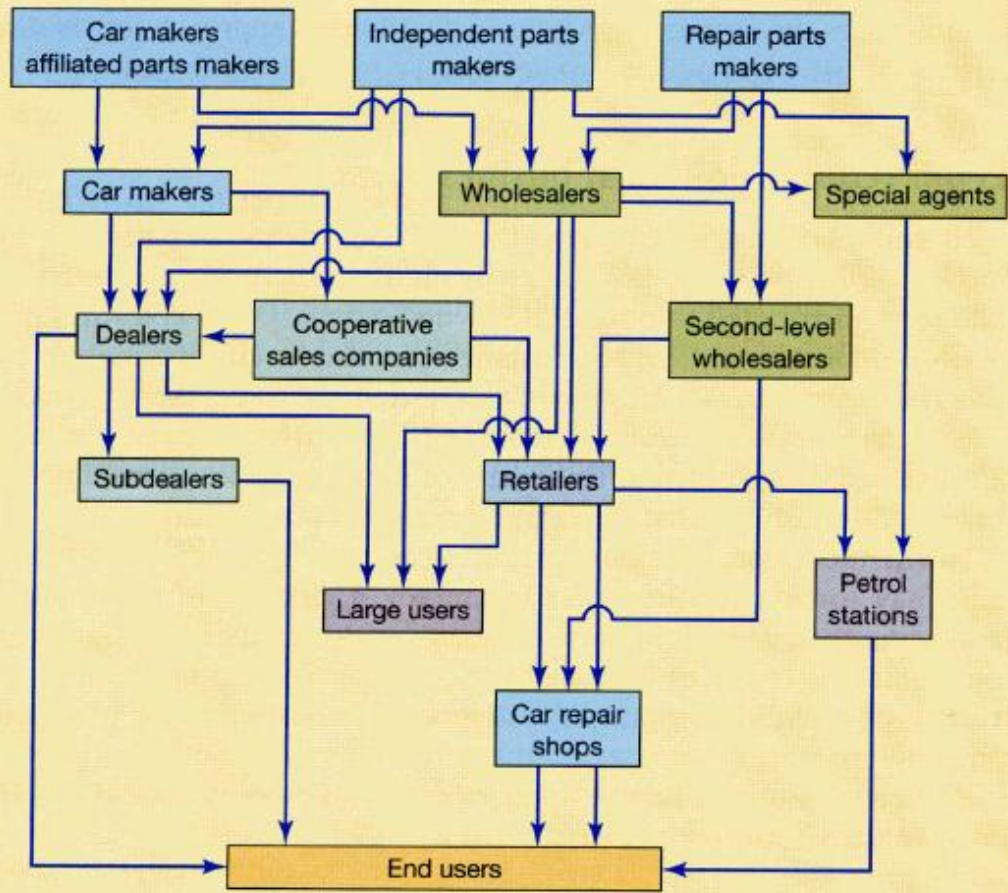 Car makers
affiliated parts makers
Independent parts
makers
Repair parts
makers
Car makers
Wholesalers
Special agents
Dealers
Cooperative
sales companies
Second-level
wholesalers
Subdealers
Retailers
Large users
Petrol
stations
Car repair
shops
End users